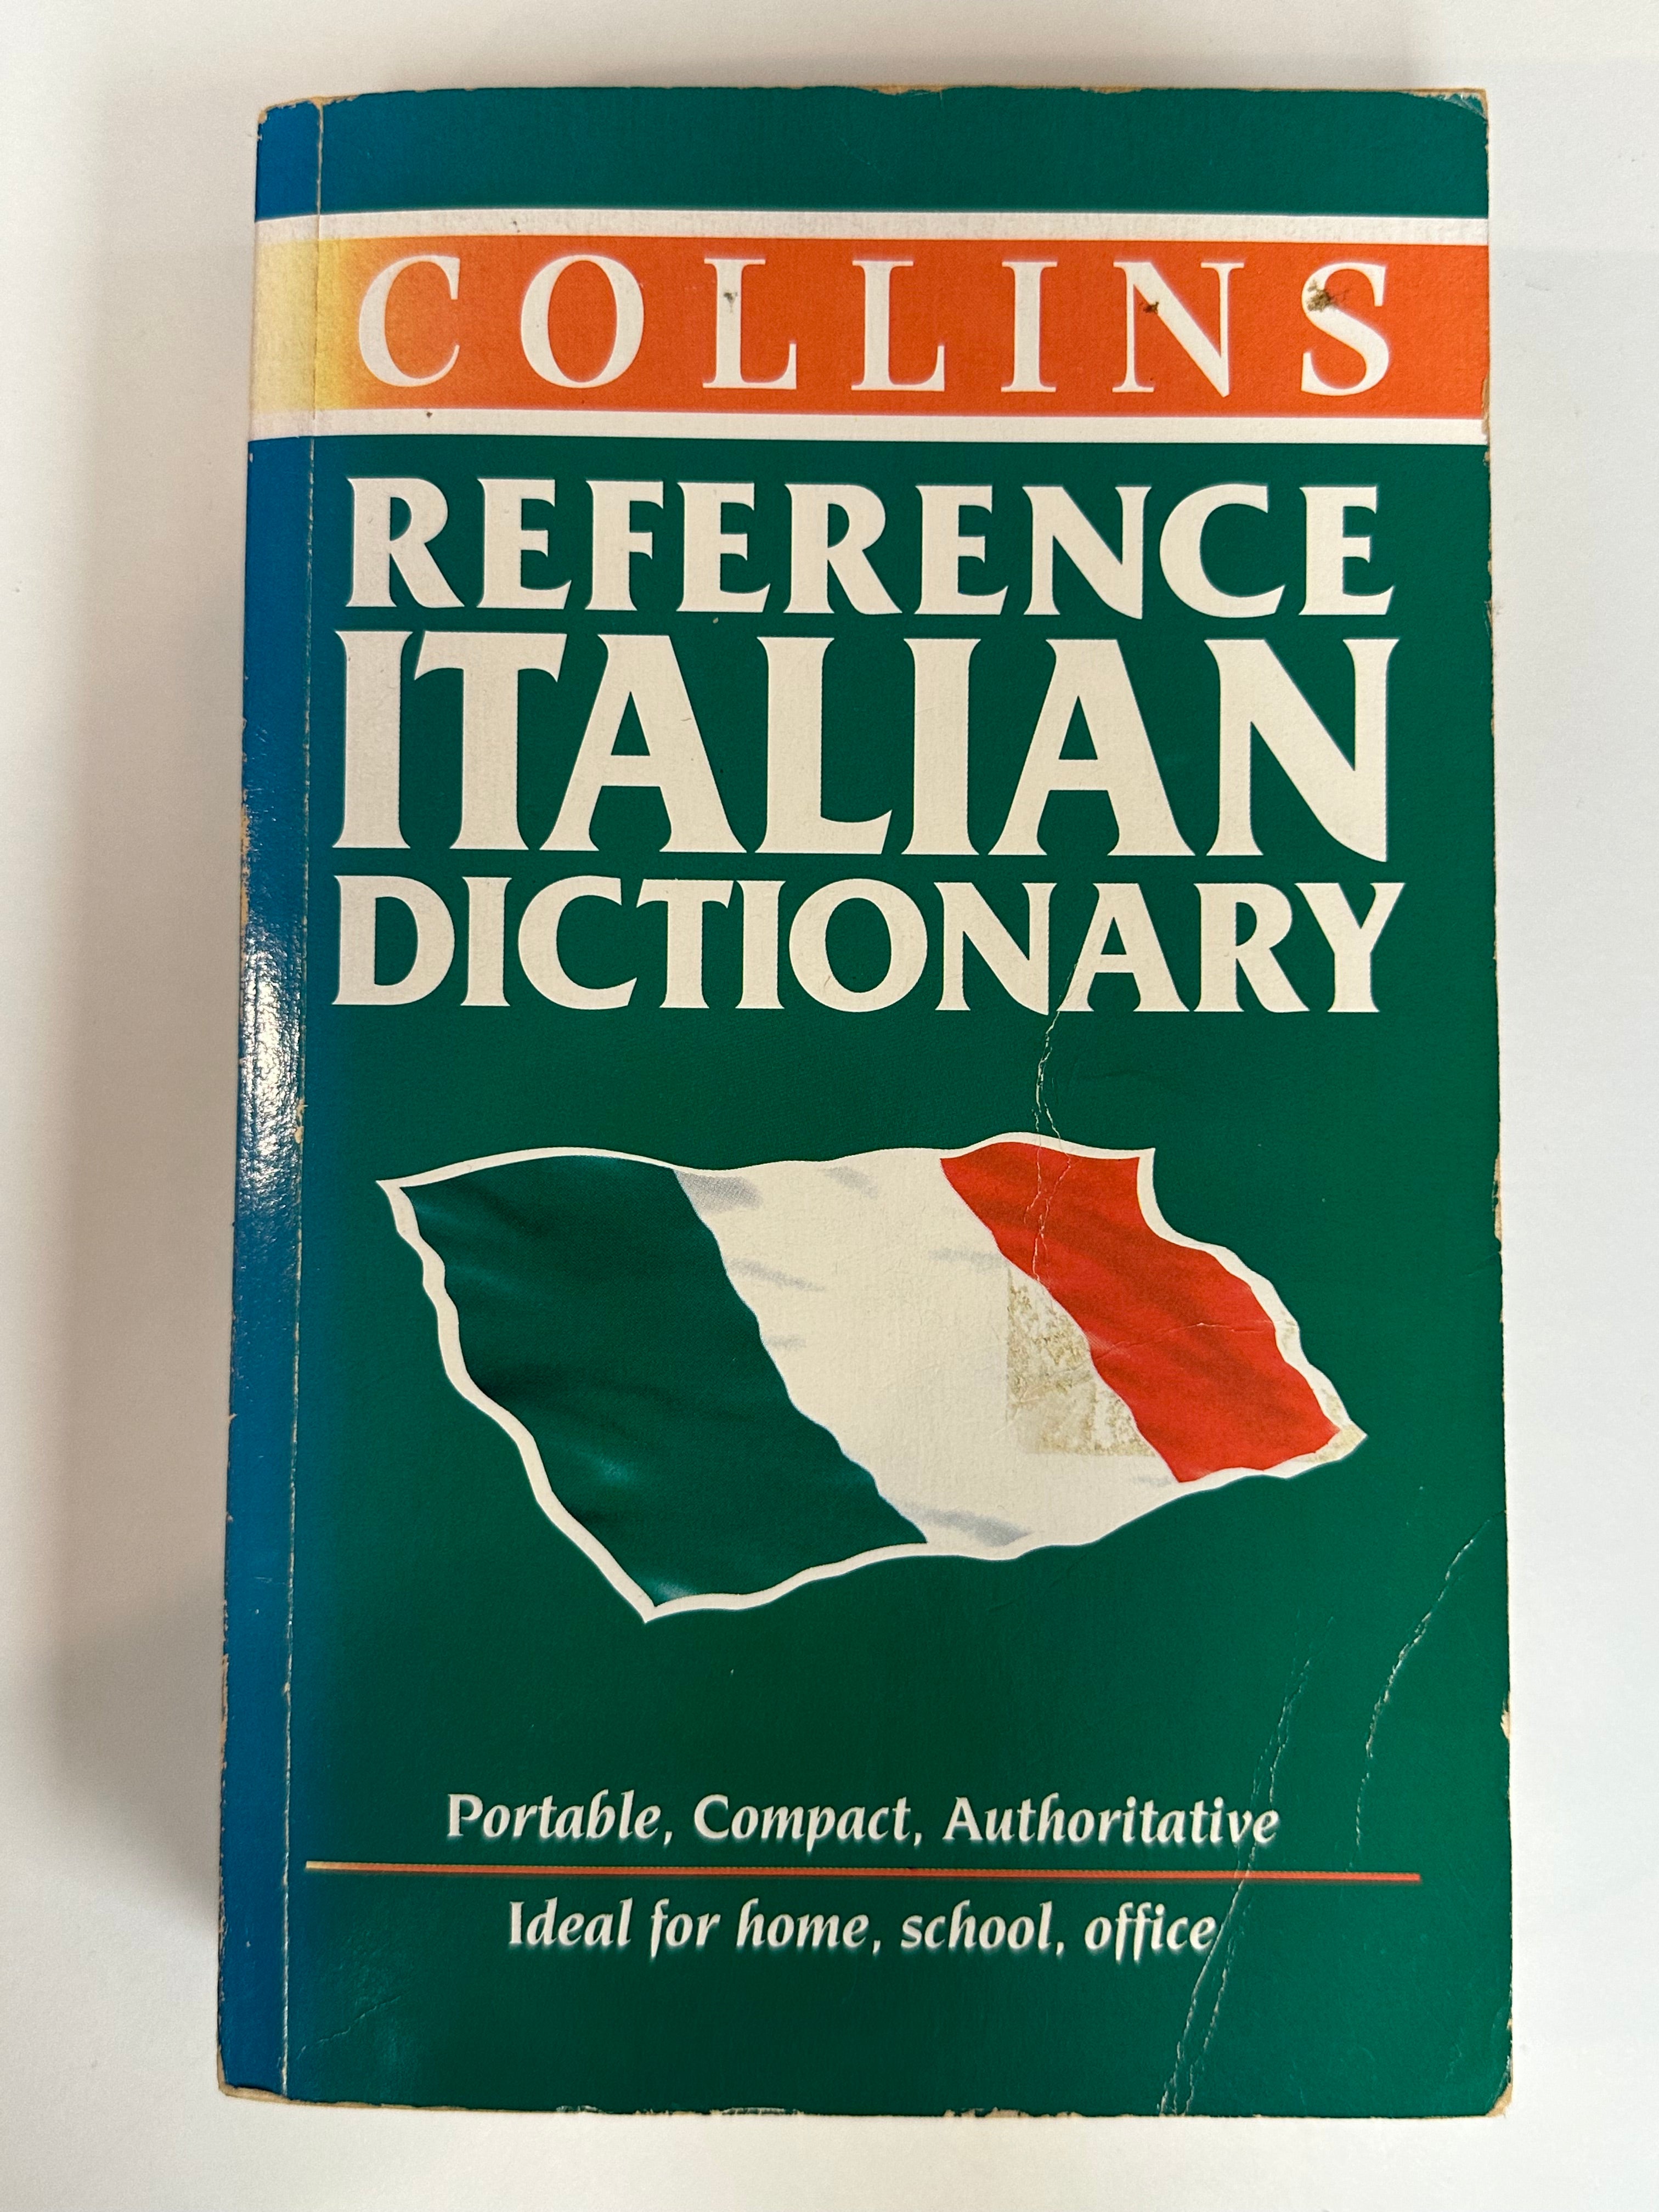 COLLINS
REFERENCE
ITALIAN
DICTIONARY
Portable, Compact, Authoritative
Ideal for home, school, office